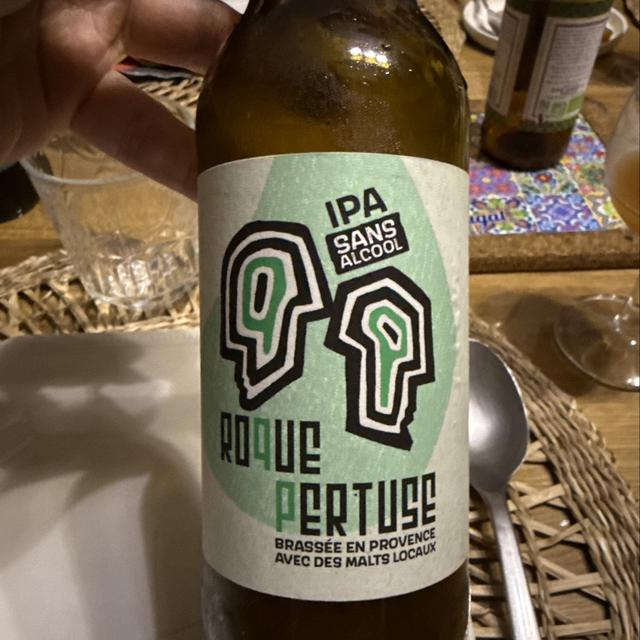 IPA
SANS
ALCOOL
ROQUE
PERTUSE
BRASSÉE EN PROVENCE
AVEC DES MALTS LOCAUX